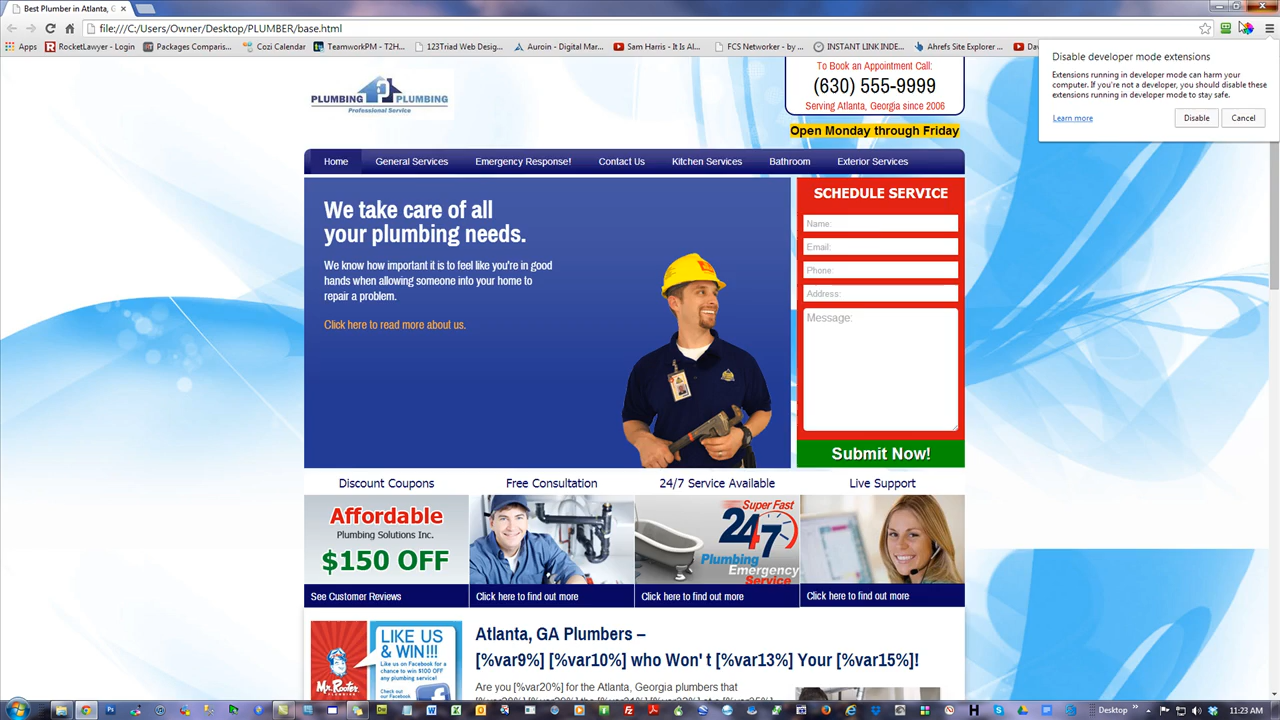 Best Plumber in Atlanta, G
file:///C:/Users/Owner/Desktop/PLUMBER/base.html
Apps
RocketLawyer - Login
Packages Comparis...
Cozi Calendar
TeamworkPM - T2H...
123Triad Web Desig...
Auroin - Digital Mar...
Sam Harris - It Is Al...
FCS Networker - by...
INSTANT LINK INDE...
Ahrefs Site Explorer ...
Disable developer mode extensions
Extensions running in developer mode can harm your
computer. If you're not a developer, you should disable these
extensions running in developer mode to stay safe.
Learn more
Disable
Cancel
PLUMBING PLUMBING
Professional Service
To Book an Appointment Call:
(630) 555-9999
Serving Atlanta, Georgia since 2006
Open Monday through Friday
Home
General Services
Emergency Response!
Contact Us
Kitchen Services
Bathroom
Exterior Services
We take care of all
your plumbing needs.
We know how important it is to feel like you're in good
hands when allowing someone into your home to
repair a problem.
Click here to read more about us.
SCHEDULE SERVICE
Name:
Email:
Phone:
Address:
Message:
Submit Now!
Discount Coupons
Free Consultation
24/7 Service Available
Live Support
Affordable
Plumbing Solutions Inc.
$150 OFF
Super Fast
24/7
Plumbing
Emergency
Service
See Customer Reviews
Click here to find out more
Click here to find out more
Click here to find out more
Mr. Rooter
PLUMBING
LIKE US
& WIN!!!
Like us on Facebook for a
chance to win $100 OFF
any plumbing service!
Check out
our Facebook
Atlanta, GA Plumbers –
[%var9%] [%var10%] who Won' t [%var13%] Your [%var15%]!
Are you [%var20%] for the Atlanta, Georgia plumbers that
Desktop
11:23 AM